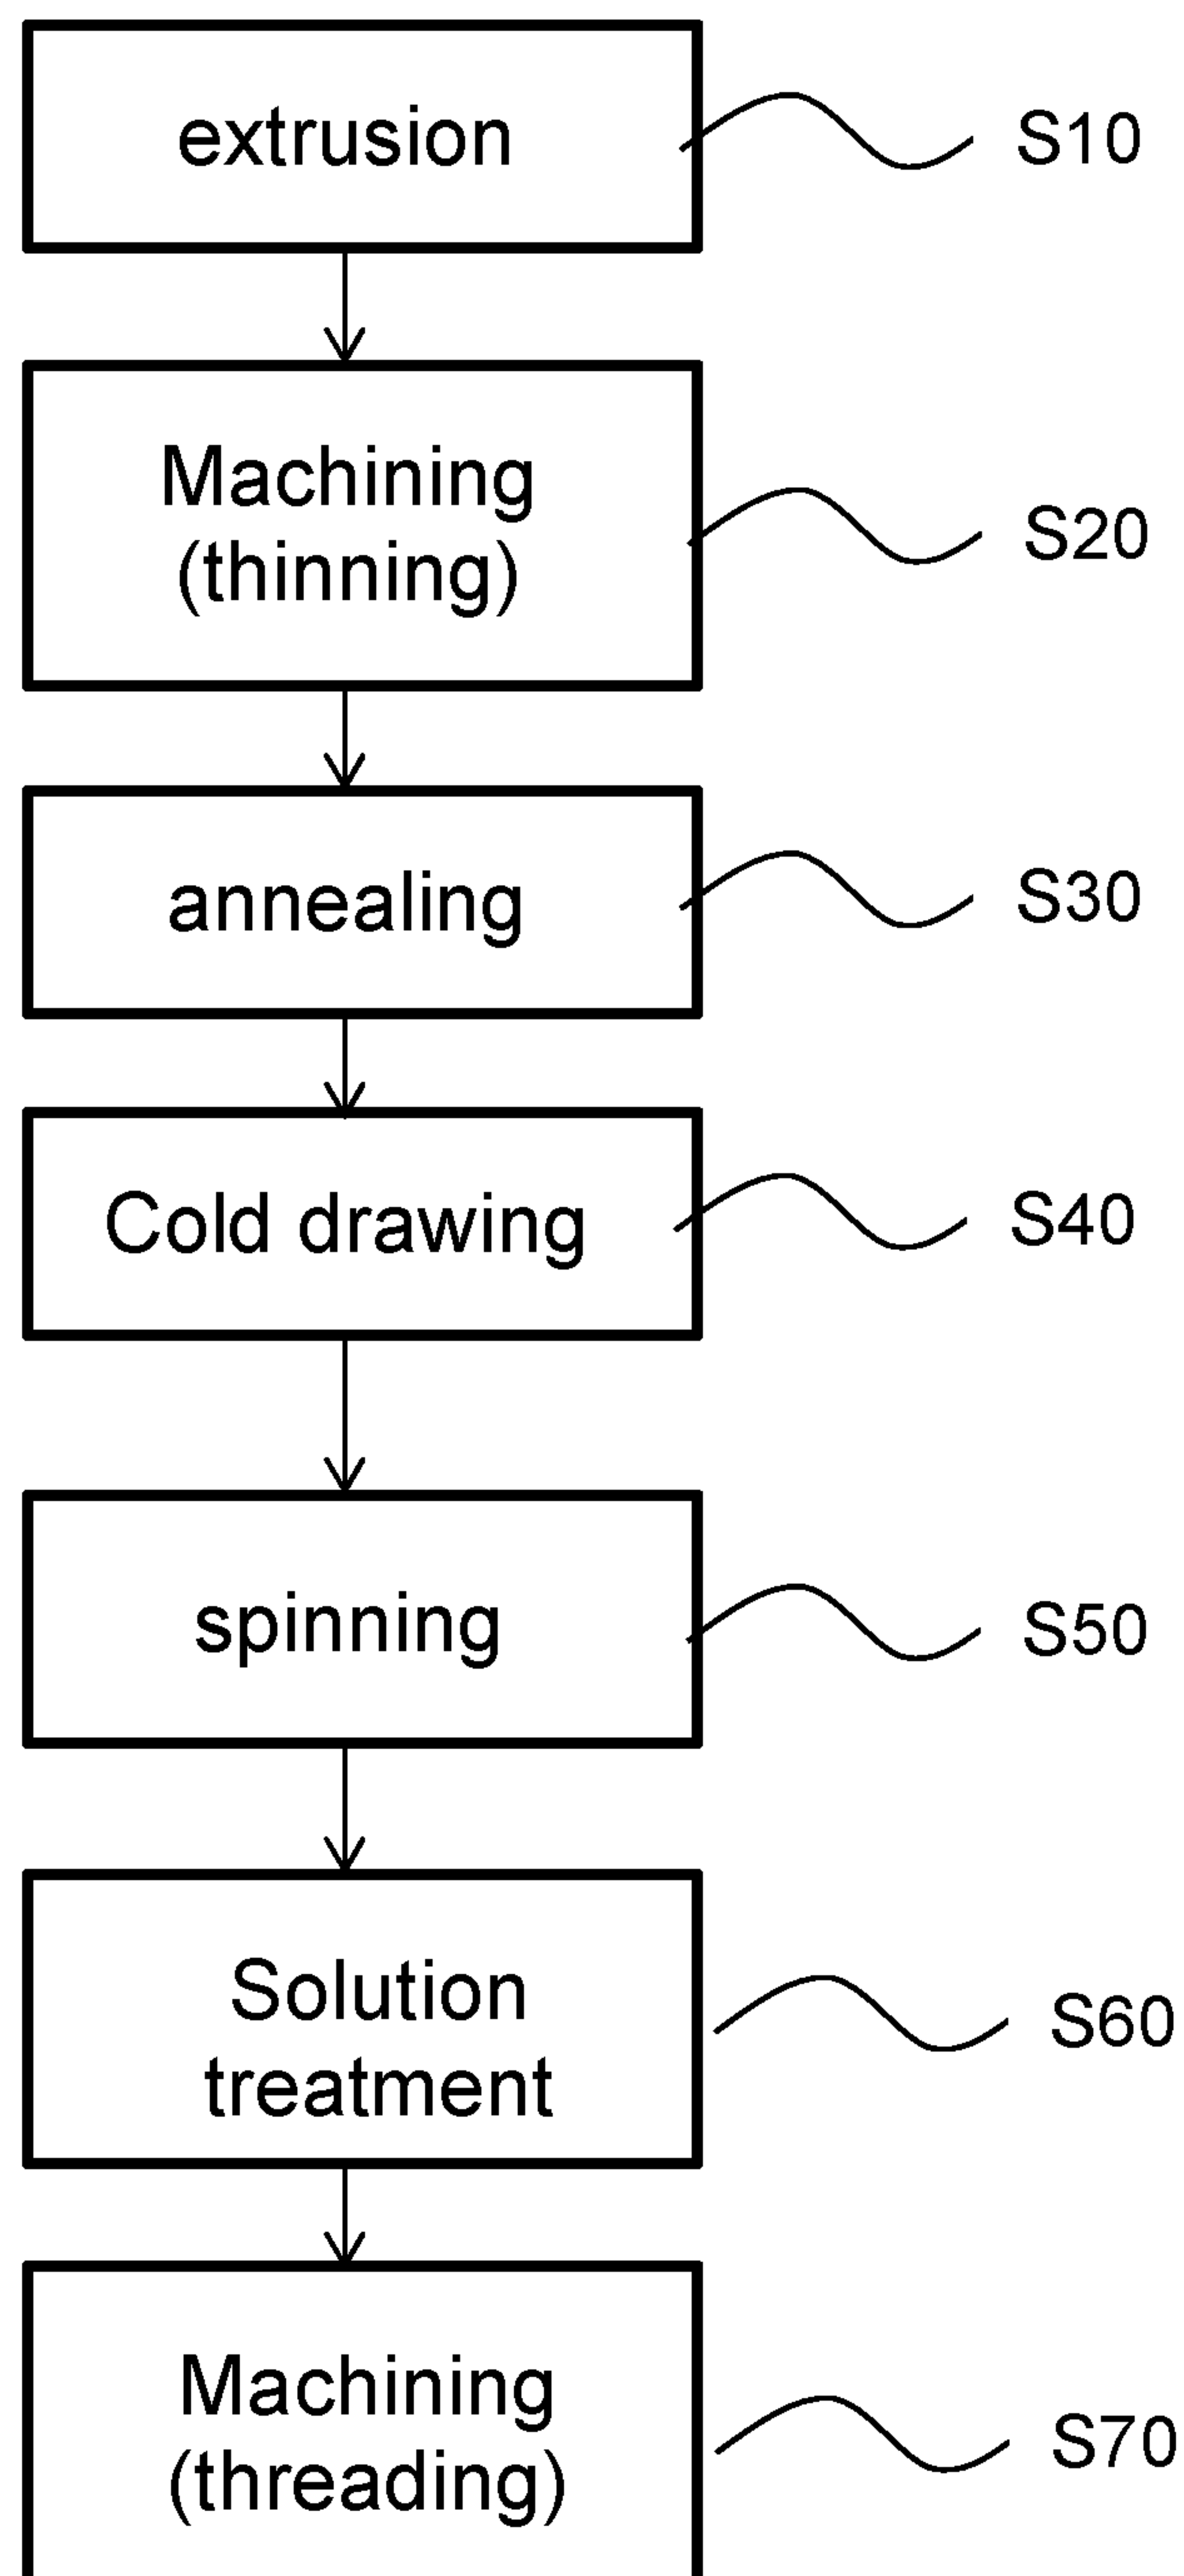 extrusion
S10
Machining
(thinning)
S20
annealing
S30
Cold drawing
S40
spinning
S50
Solution
treatment
S60
Machining
(threading)
S70